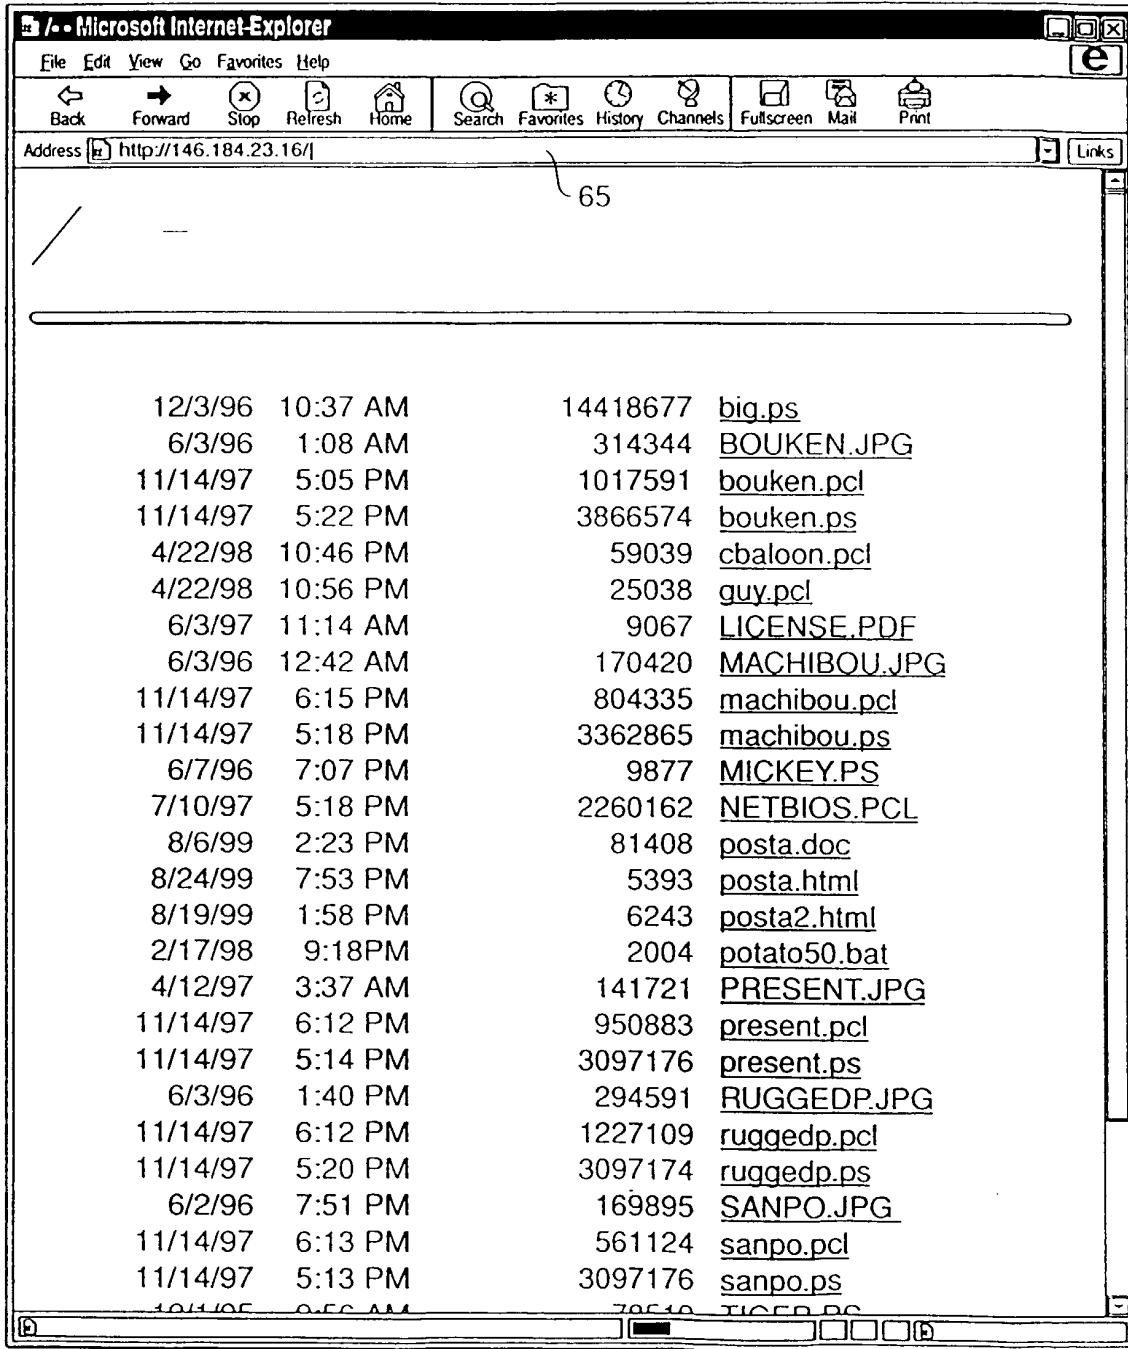 /-- Microsoft Internet-Explorer
File Edit View Go Favorites Help
Back Forward Stop Refresh Home Search Favorites History Channels Fullscreen Mail Print
Address http://146.184.23.16/ Links
65
/ —
12/3/96 10:37 AM 14418677 big.ps
6/3/96 1:08 AM 314344 BOUKEN.JPG
11/14/97 5:05 PM 1017591 bouken.pcl
11/14/97 5:22 PM 3866574 bouken.ps
4/22/98 10:46 PM 59039 cbaloon.pcl
4/22/98 10:56 PM 25038 guy.pcl
6/3/97 11:14 AM 9067 LICENSE.PDF
6/3/96 12:42 AM 170420 MACHIBOU.JPG
11/14/97 6:15 PM 804335 machibou.pcl
11/14/97 5:18 PM 3362865 machibou.ps
6/7/96 7:07 PM 9877 MICKEY.PS
7/10/97 5:18 PM 2260162 NETBIOS.PCL
8/6/99 2:23 PM 81408 posta.doc
8/24/99 7:53 PM 5393 posta.html
8/19/99 1:58 PM 6243 posta2.html
2/17/98 9:18PM 2004 potato50.bat
4/12/97 3:37 AM 141721 PRESENT.JPG
11/14/97 6:12 PM 950883 present.pcl
11/14/97 5:14 PM 3097176 present.ps
6/3/96 1:40 PM 294591 RUGGEDP.JPG
11/14/97 6:12 PM 1227109 ruggedp.pcl
11/14/97 5:20 PM 3097174 ruggedp.ps
6/2/96 7:51 PM 169895 SANPO.JPG
11/14/97 6:13 PM 561124 sanpo.pcl
11/14/97 5:13 PM 3097176 sanpo.ps